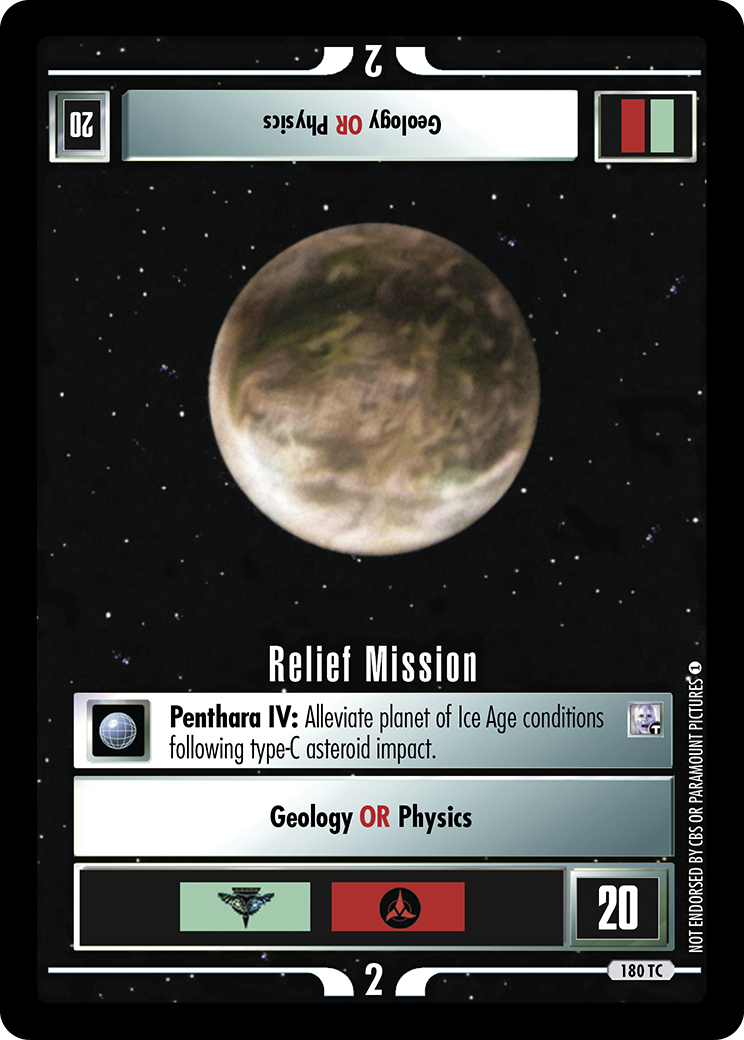 2
20
Geology OR Physics
Relief Mission
Penthara IV: Alleviate planet of Ice Age conditions
following type-C asteroid impact.
T
Geology OR Physics
20
2
180 TC
NOT ENDORSED BY CBS OR PARAMOUNT PICTURES 1